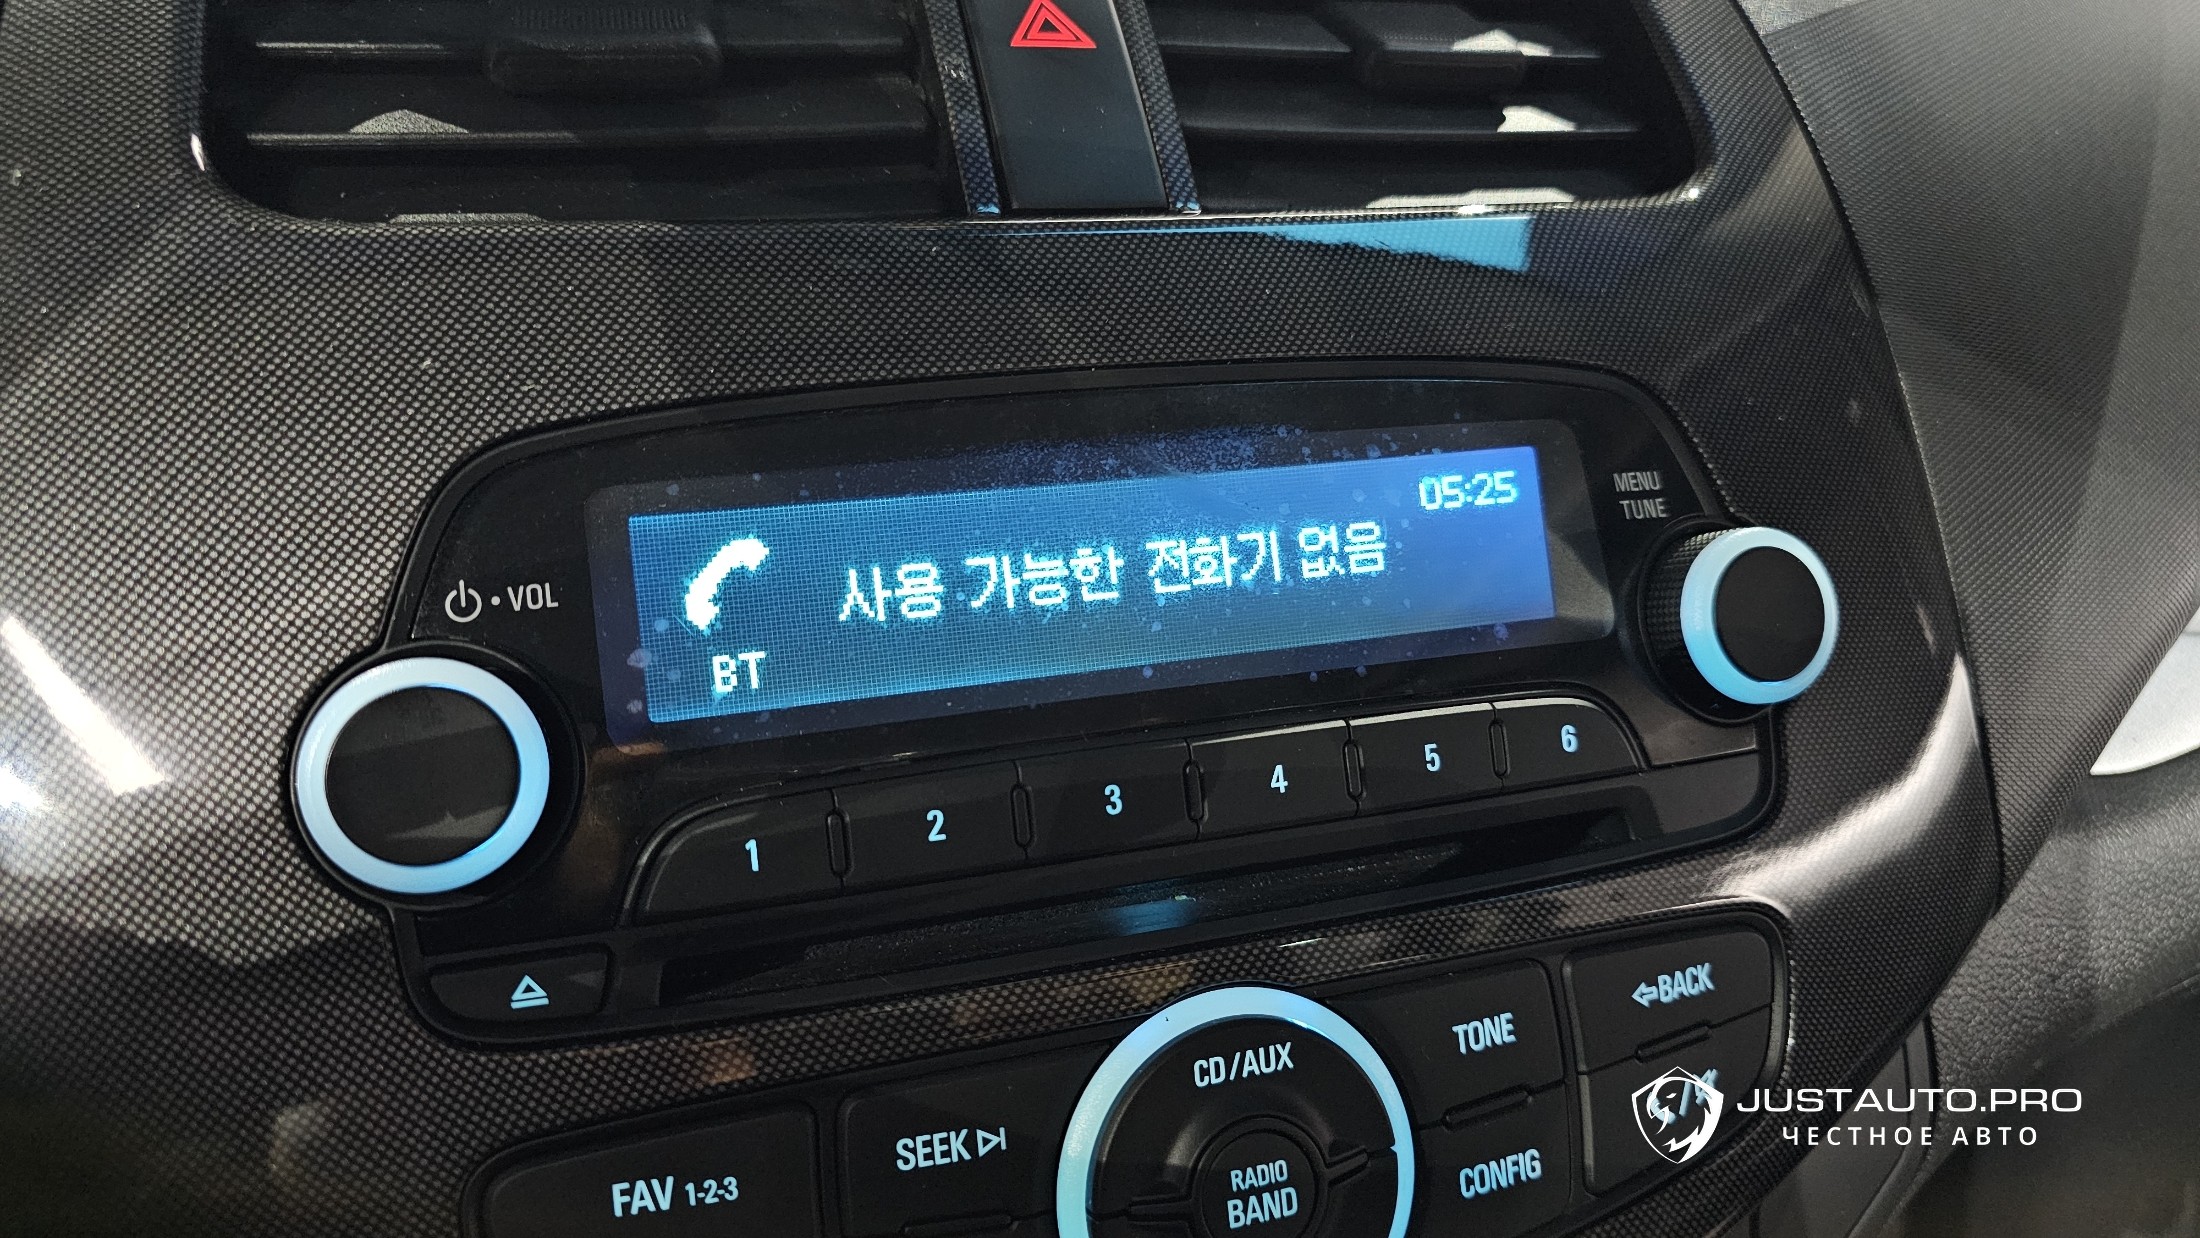 05:25
사용 가능한 전화기 없음
BT
VOL
MENU
TUNE
1 2 3 4 5 6
BACK
TONE
CD/AUX
SEEK
FAV 1-2-3
RADIO
BAND
CONFIG
JUSTAUTO.PRO
ЧЕСТНОЕ АВТО